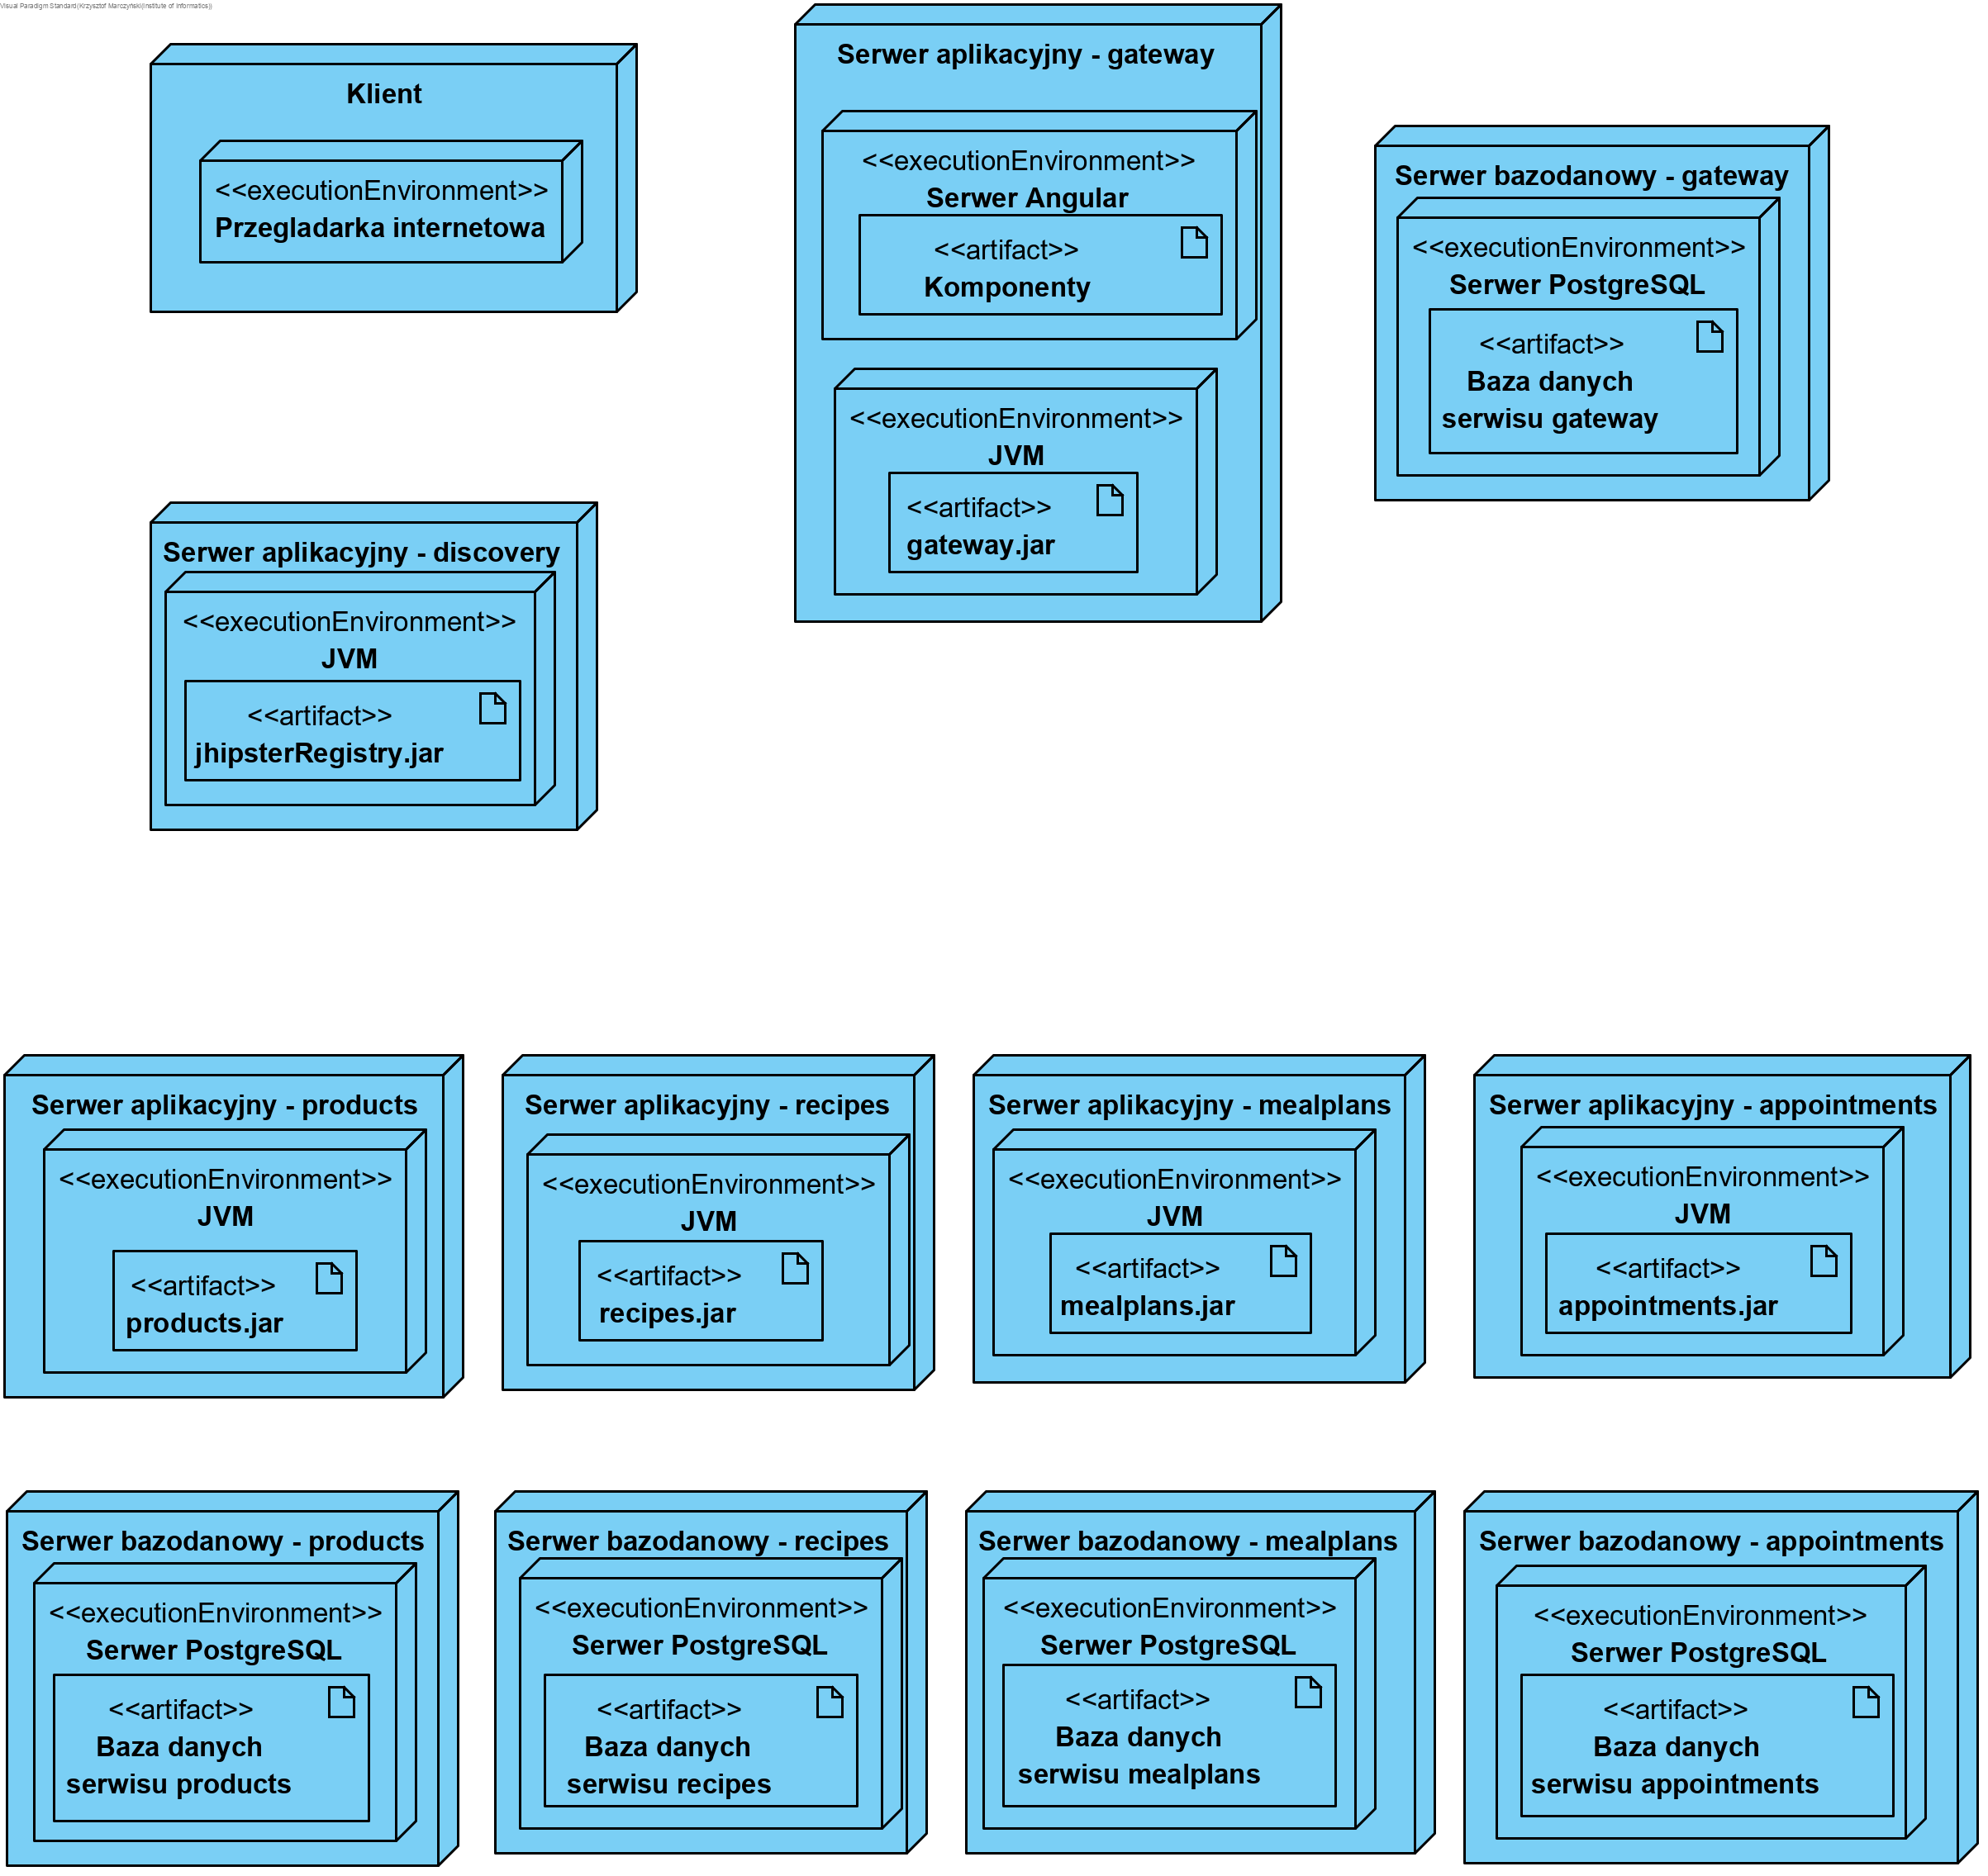 Visual Paradigm Standard(Krzysztof Marczyński(Institute of Informatics))
Klient
<<executionEnvironment>>
Przegladarka internetowa
Serwer aplikacyjny - gateway
<<executionEnvironment>>
Serwer Angular
<<artifact>>
Komponenty
<<executionEnvironment>>
JVM
<<artifact>>
gateway.jar
Serwer bazodanowy - gateway
<<executionEnvironment>>
Serwer PostgreSQL
<<artifact>>
Baza danych
serwisu gateway
Serwer aplikacyjny - discovery
<<executionEnvironment>>
JVM
<<artifact>>
jhipsterRegistry.jar
Serwer aplikacyjny - products
<<executionEnvironment>>
JVM
<<artifact>>
products.jar
Serwer aplikacyjny - recipes
<<executionEnvironment>>
JVM
<<artifact>>
recipes.jar
Serwer aplikacyjny - mealplans
<<executionEnvironment>>
JVM
<<artifact>>
mealplans.jar
Serwer aplikacyjny - appointments
<<executionEnvironment>>
JVM
<<artifact>>
appointments.jar
Serwer bazodanowy - products
<<executionEnvironment>>
Serwer PostgreSQL
<<artifact>>
Baza danych
serwisu products
Serwer bazodanowy - recipes
<<executionEnvironment>>
Serwer PostgreSQL
<<artifact>>
Baza danych
serwisu recipes
Serwer bazodanowy - mealplans
<<executionEnvironment>>
Serwer PostgreSQL
<<artifact>>
Baza danych
serwisu mealplans
Serwer bazodanowy - appointments
<<executionEnvironment>>
Serwer PostgreSQL
<<artifact>>
Baza danych
serwisu appointments